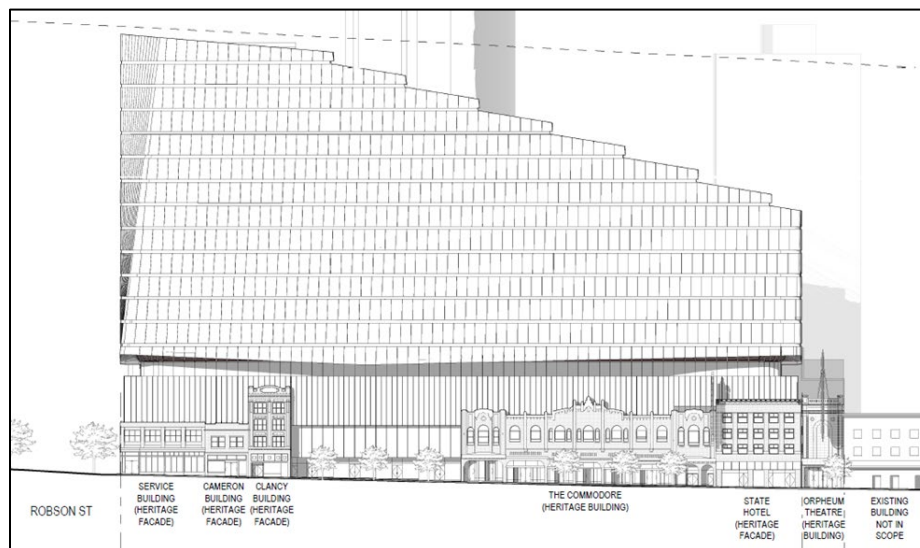 ROBSON ST
SERVICE
BUILDING
(HERITAGE
FACADE)
CAMERON
BUILDING
(HERITAGE
FACADE)
CLANCY
BUILDING
(HERITAGE
FACADE)
THE COMMODORE
(HERITAGE BUILDING)
STATE
HOTEL
(HERITAGE
FACADE)
ORPHEUM
THEATRE
(HERITAGE
BUILDING)
EXISTING
BUILDING
NOT IN
SCOPE